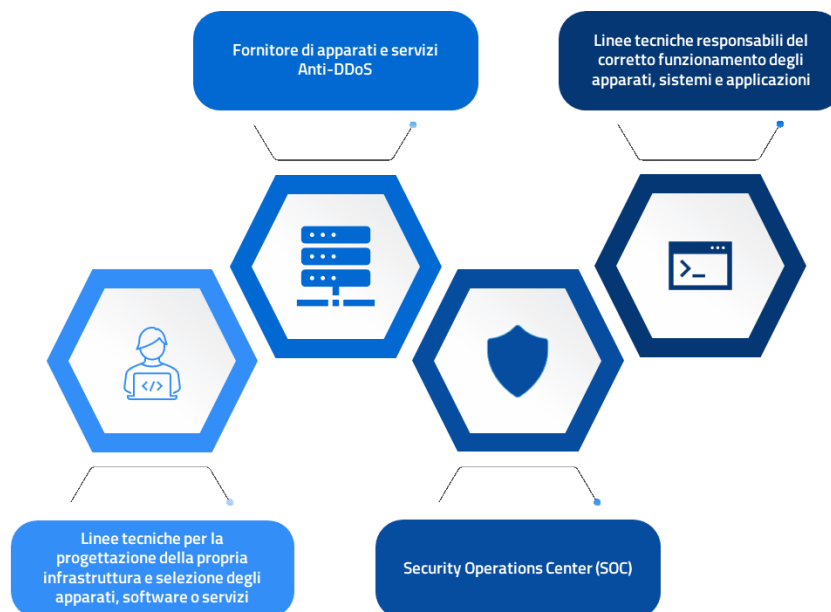 Fornitore di apparati e servizi
Anti-DDoS
Linee tecniche responsabili del
corretto funzionamento degli
apparati, sistemi e applicazioni
Linee tecniche per la
progettazione della propria
infrastruttura e selezione degli
apparati, software o servizi
Security Operations Center (SOC)